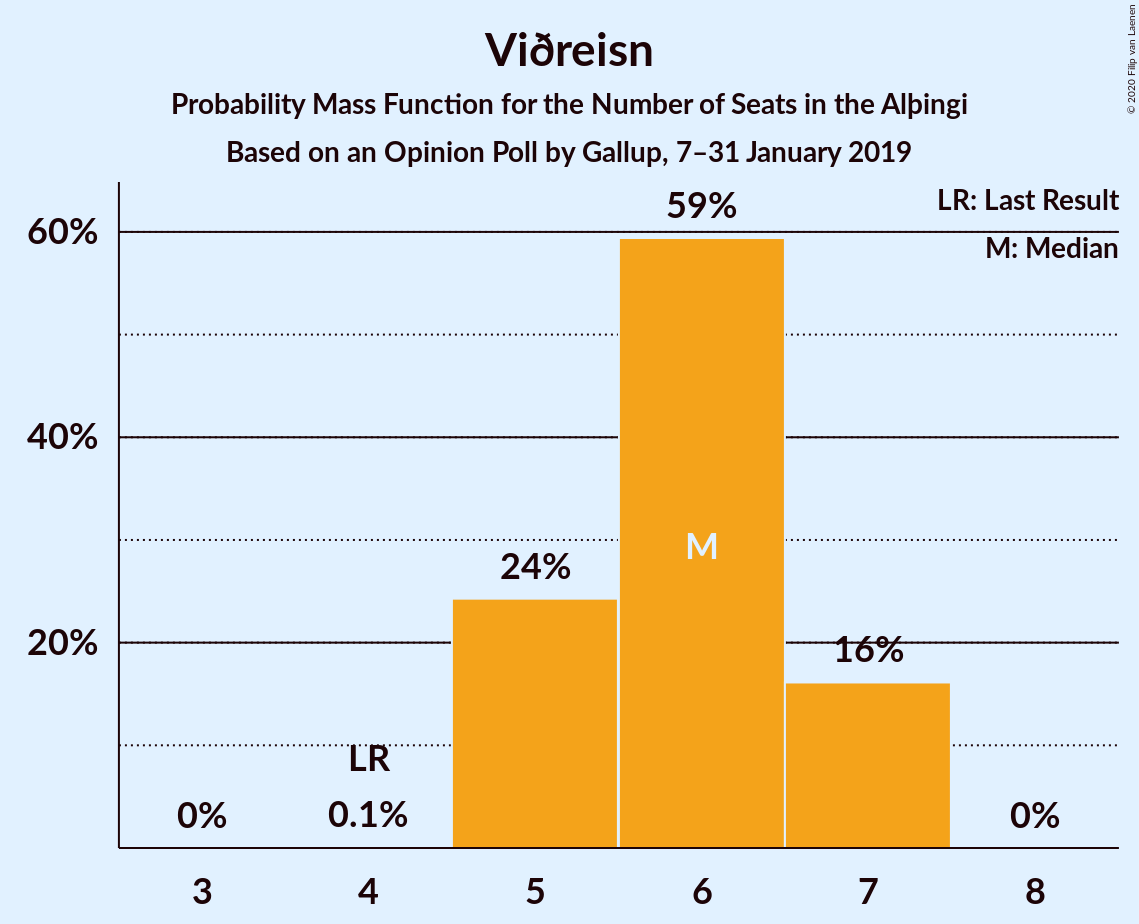 Viðreisn
Probability Mass Function for the Number of Seats in the Alþingi
Based on an Opinion Poll by Gallup, 7–31 January 2019
© 2020 Filip van Laenen
LR: Last Result
M: Median
60%
40%
20%
59%
M
24%
16%
LR
0%
0.1%
0%
3
4
5
6
7
8